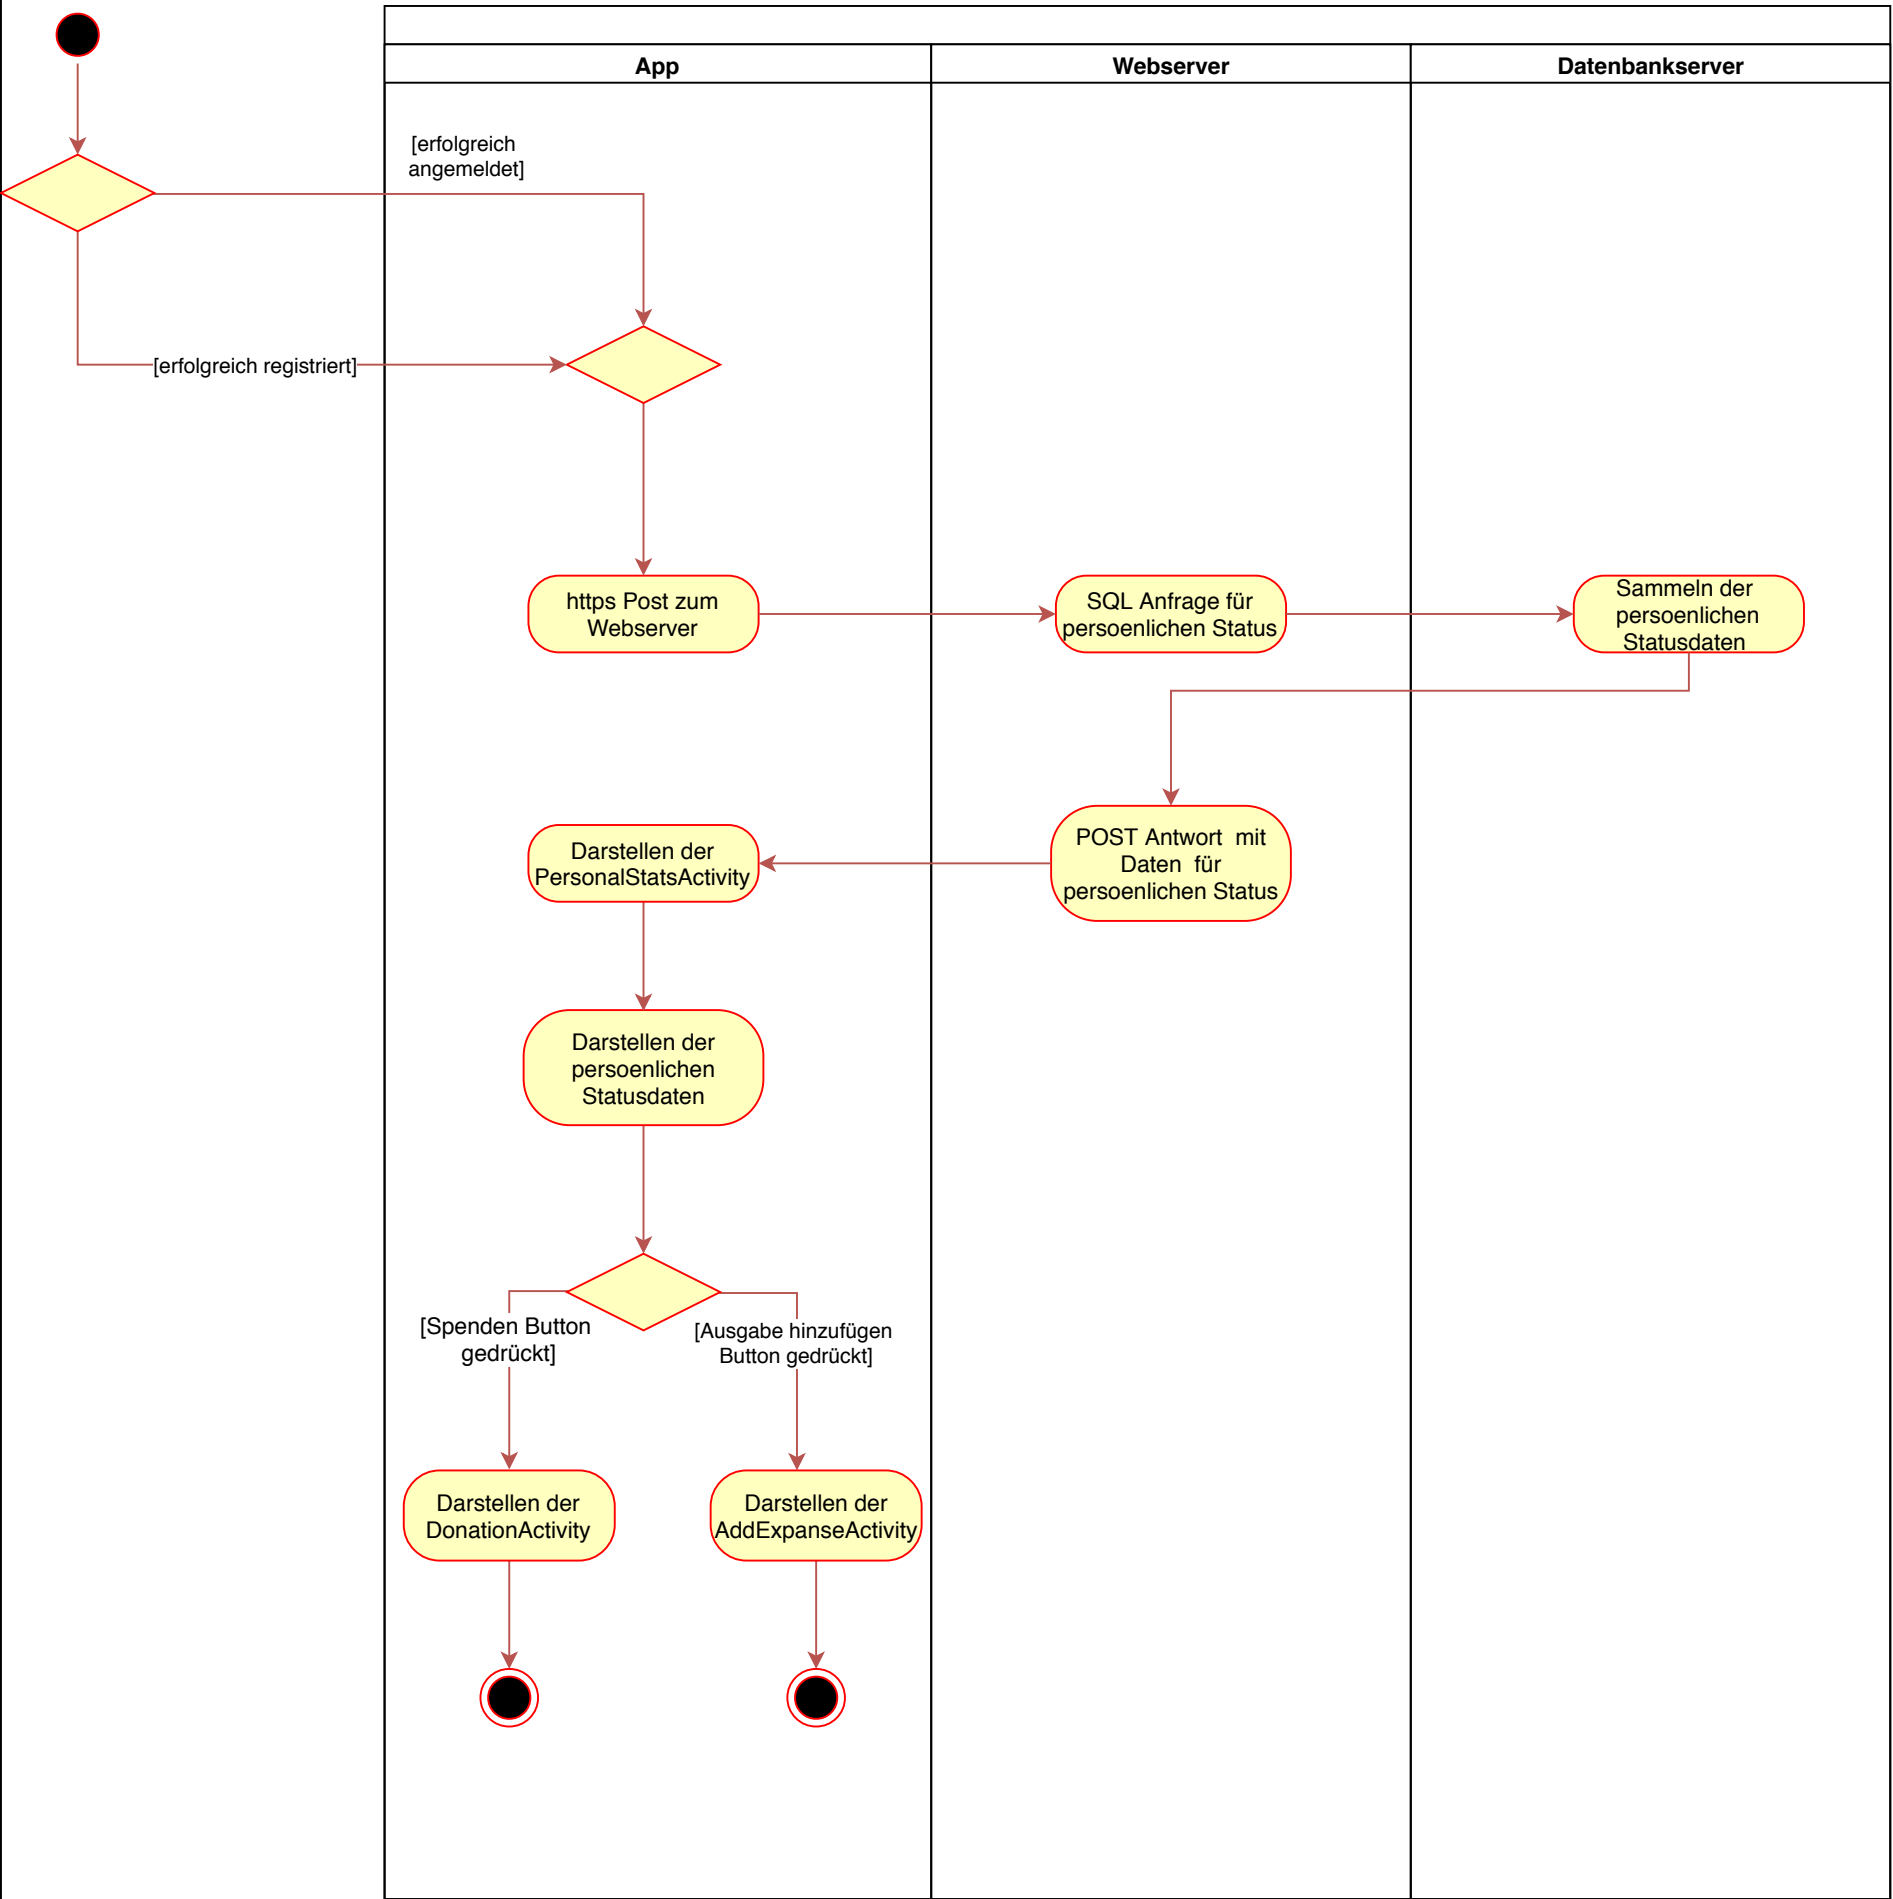 App
Webserver
Datenbankserver
[erfolgreich
angemeldet]
[erfolgreich registriert]
https Post zum
Webserver
SQL Anfrage für
persoenlichen Status
Sammeln der
persoenlichen
Statusdaten
POST Antwort  mit
Daten  für
persoenlichen Status
Darstellen der
PersonalStatsActivity
Darstellen der
persoenlichen
Statusdaten
[Spenden Button
gedrückt]
[Ausgabe hinzufügen
Button gedrückt]
Darstellen der
DonationActivity
Darstellen der
AddExpanseActivity